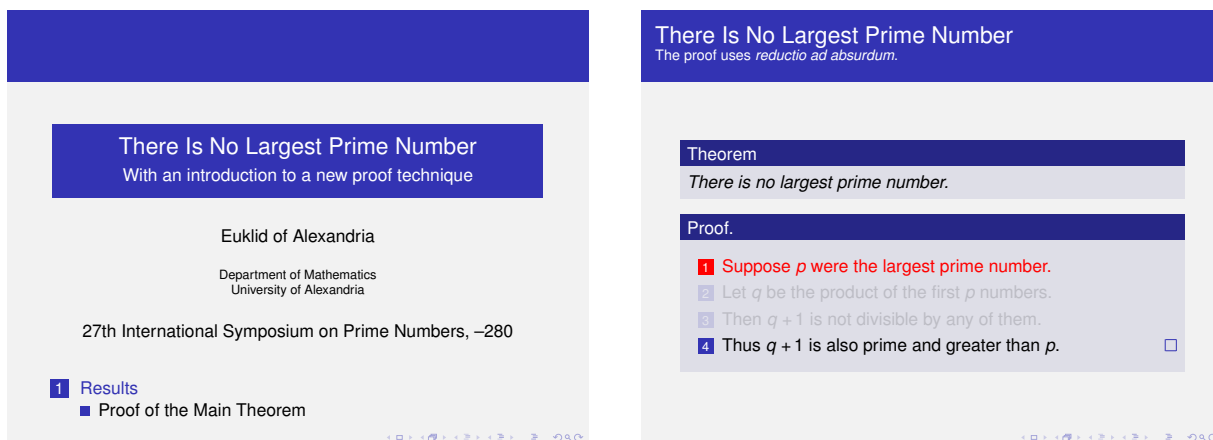 There Is No Largest Prime Number
With an introduction to a new proof technique
Euklid of Alexandria
Department of Mathematics
University of Alexandria
27th International Symposium on Prime Numbers, –280
1 Results
Proof of the Main Theorem
There Is No Largest Prime Number
The proof uses reductio ad absurdum.
Theorem
There is no largest prime number.
Proof.
1 Suppose p were the largest prime number.
2 Let q be the product of the first p numbers.
3 Then q + 1 is not divisible by any of them.
4 Thus q + 1 is also prime and greater than p.